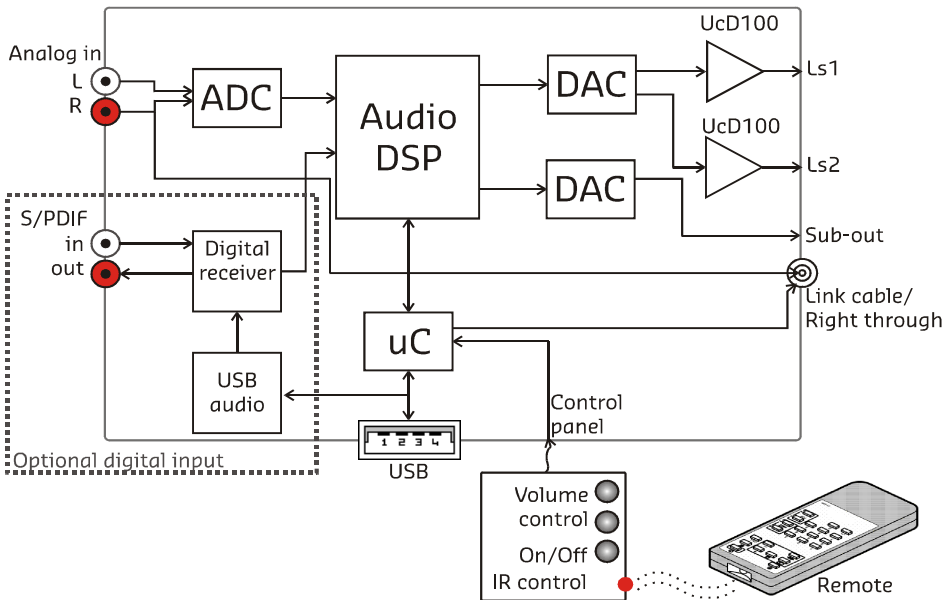 UcD100
Analog in
L
R
ADC
Audio
DSP
DAC
Ls1
UcD100
DAC
Ls2
S/PDIF
in
out
Digital
receiver
Sub-out
Link cable/
Right through
uC
USB
audio
Control
panel
1 2 3 4
USB
Optional digital input
Volume
control
On/Off
IR control
Remote